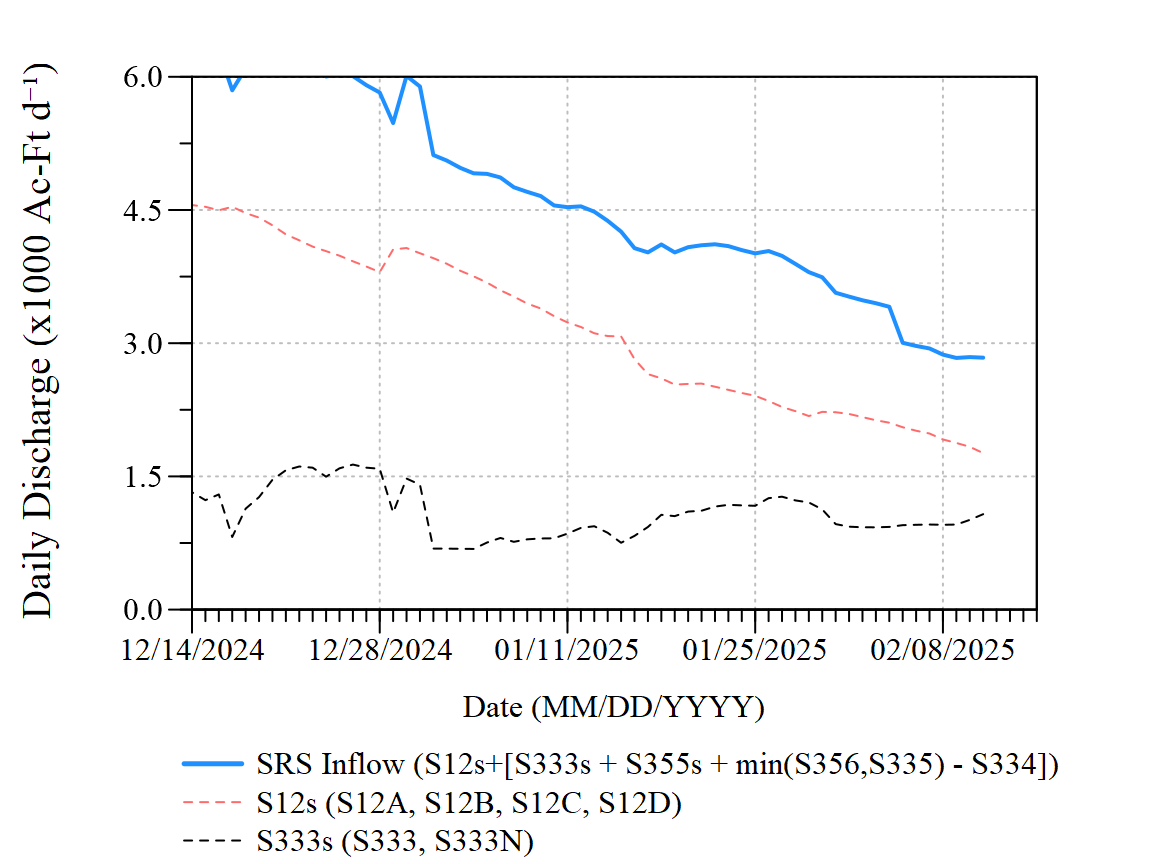 Daily Discharge (x1000 Ac-Ft d⁻¹)
6.0
4.5
3.0
1.5
0.0
12/14/2024 12/28/2024 01/11/2025 01/25/2025 02/08/2025
Date (MM/DD/YYYY)
SRS Inflow (S12s+[S333s + S355s + min(S356,S335) - S334])
S12s (S12A, S12B, S12C, S12D)
S333s (S333, S333N)